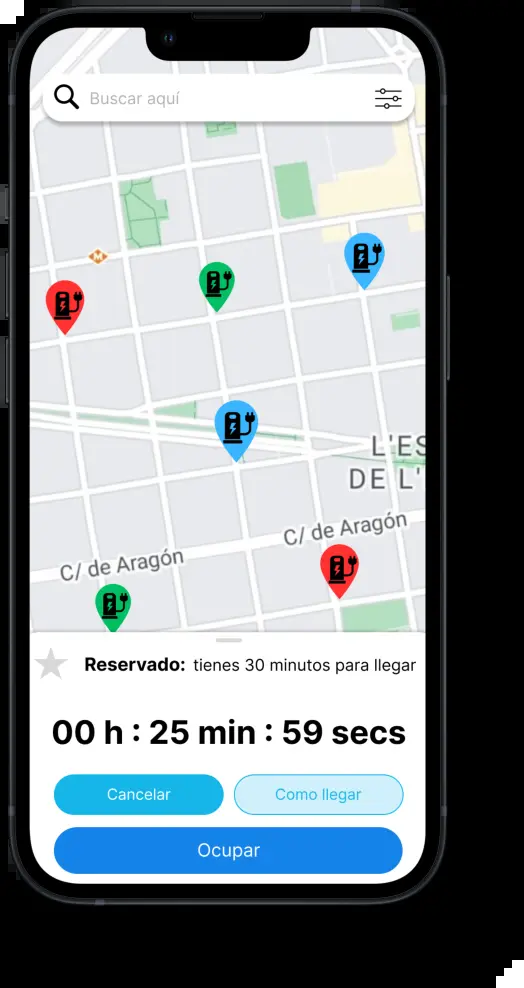 Buscar aquí
M
L'ES
DE L'
C/ de Aragón
C/ de Aragón
Reservado: tienes 30 minutos para llegar
00 h : 25 min : 59 secs
Cancelar
Como llegar
Ocupar